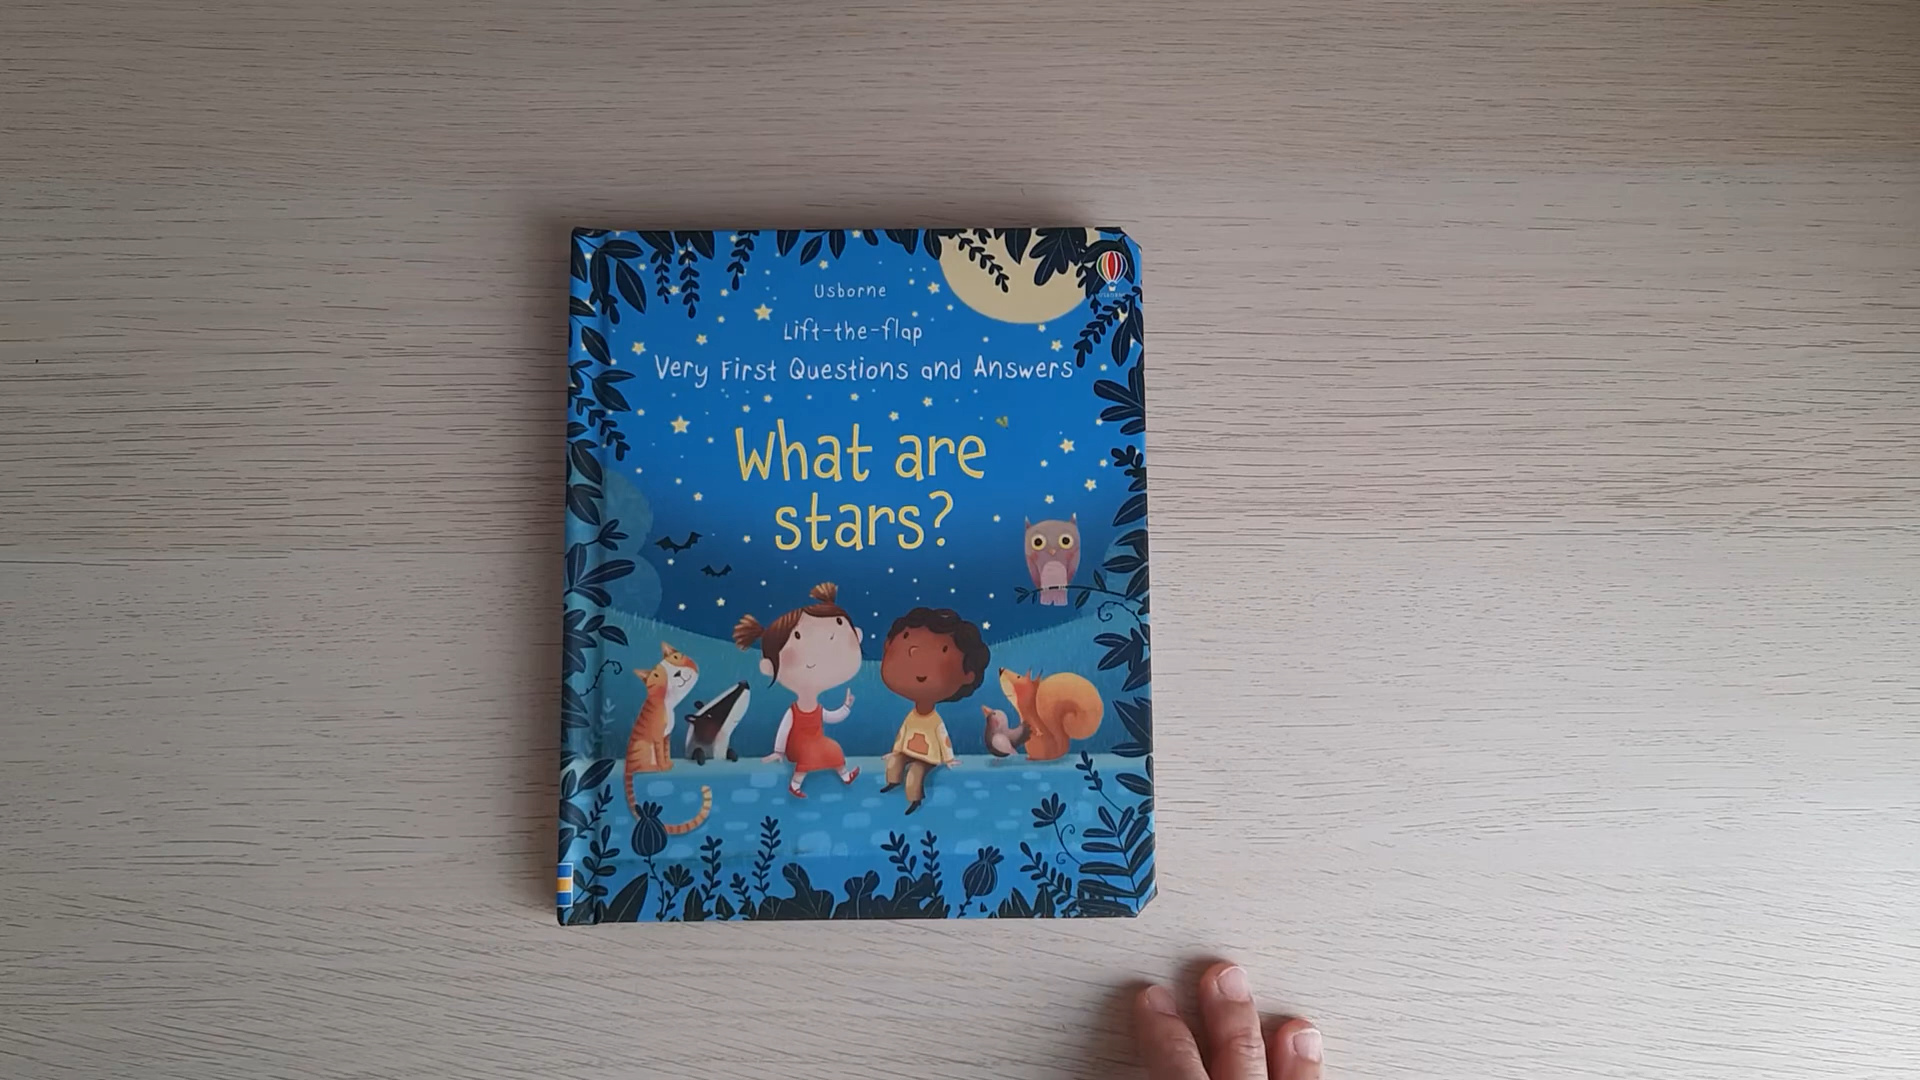 Usborne
Lift-the-flap
Very First Questions and Answers
What are
stars?